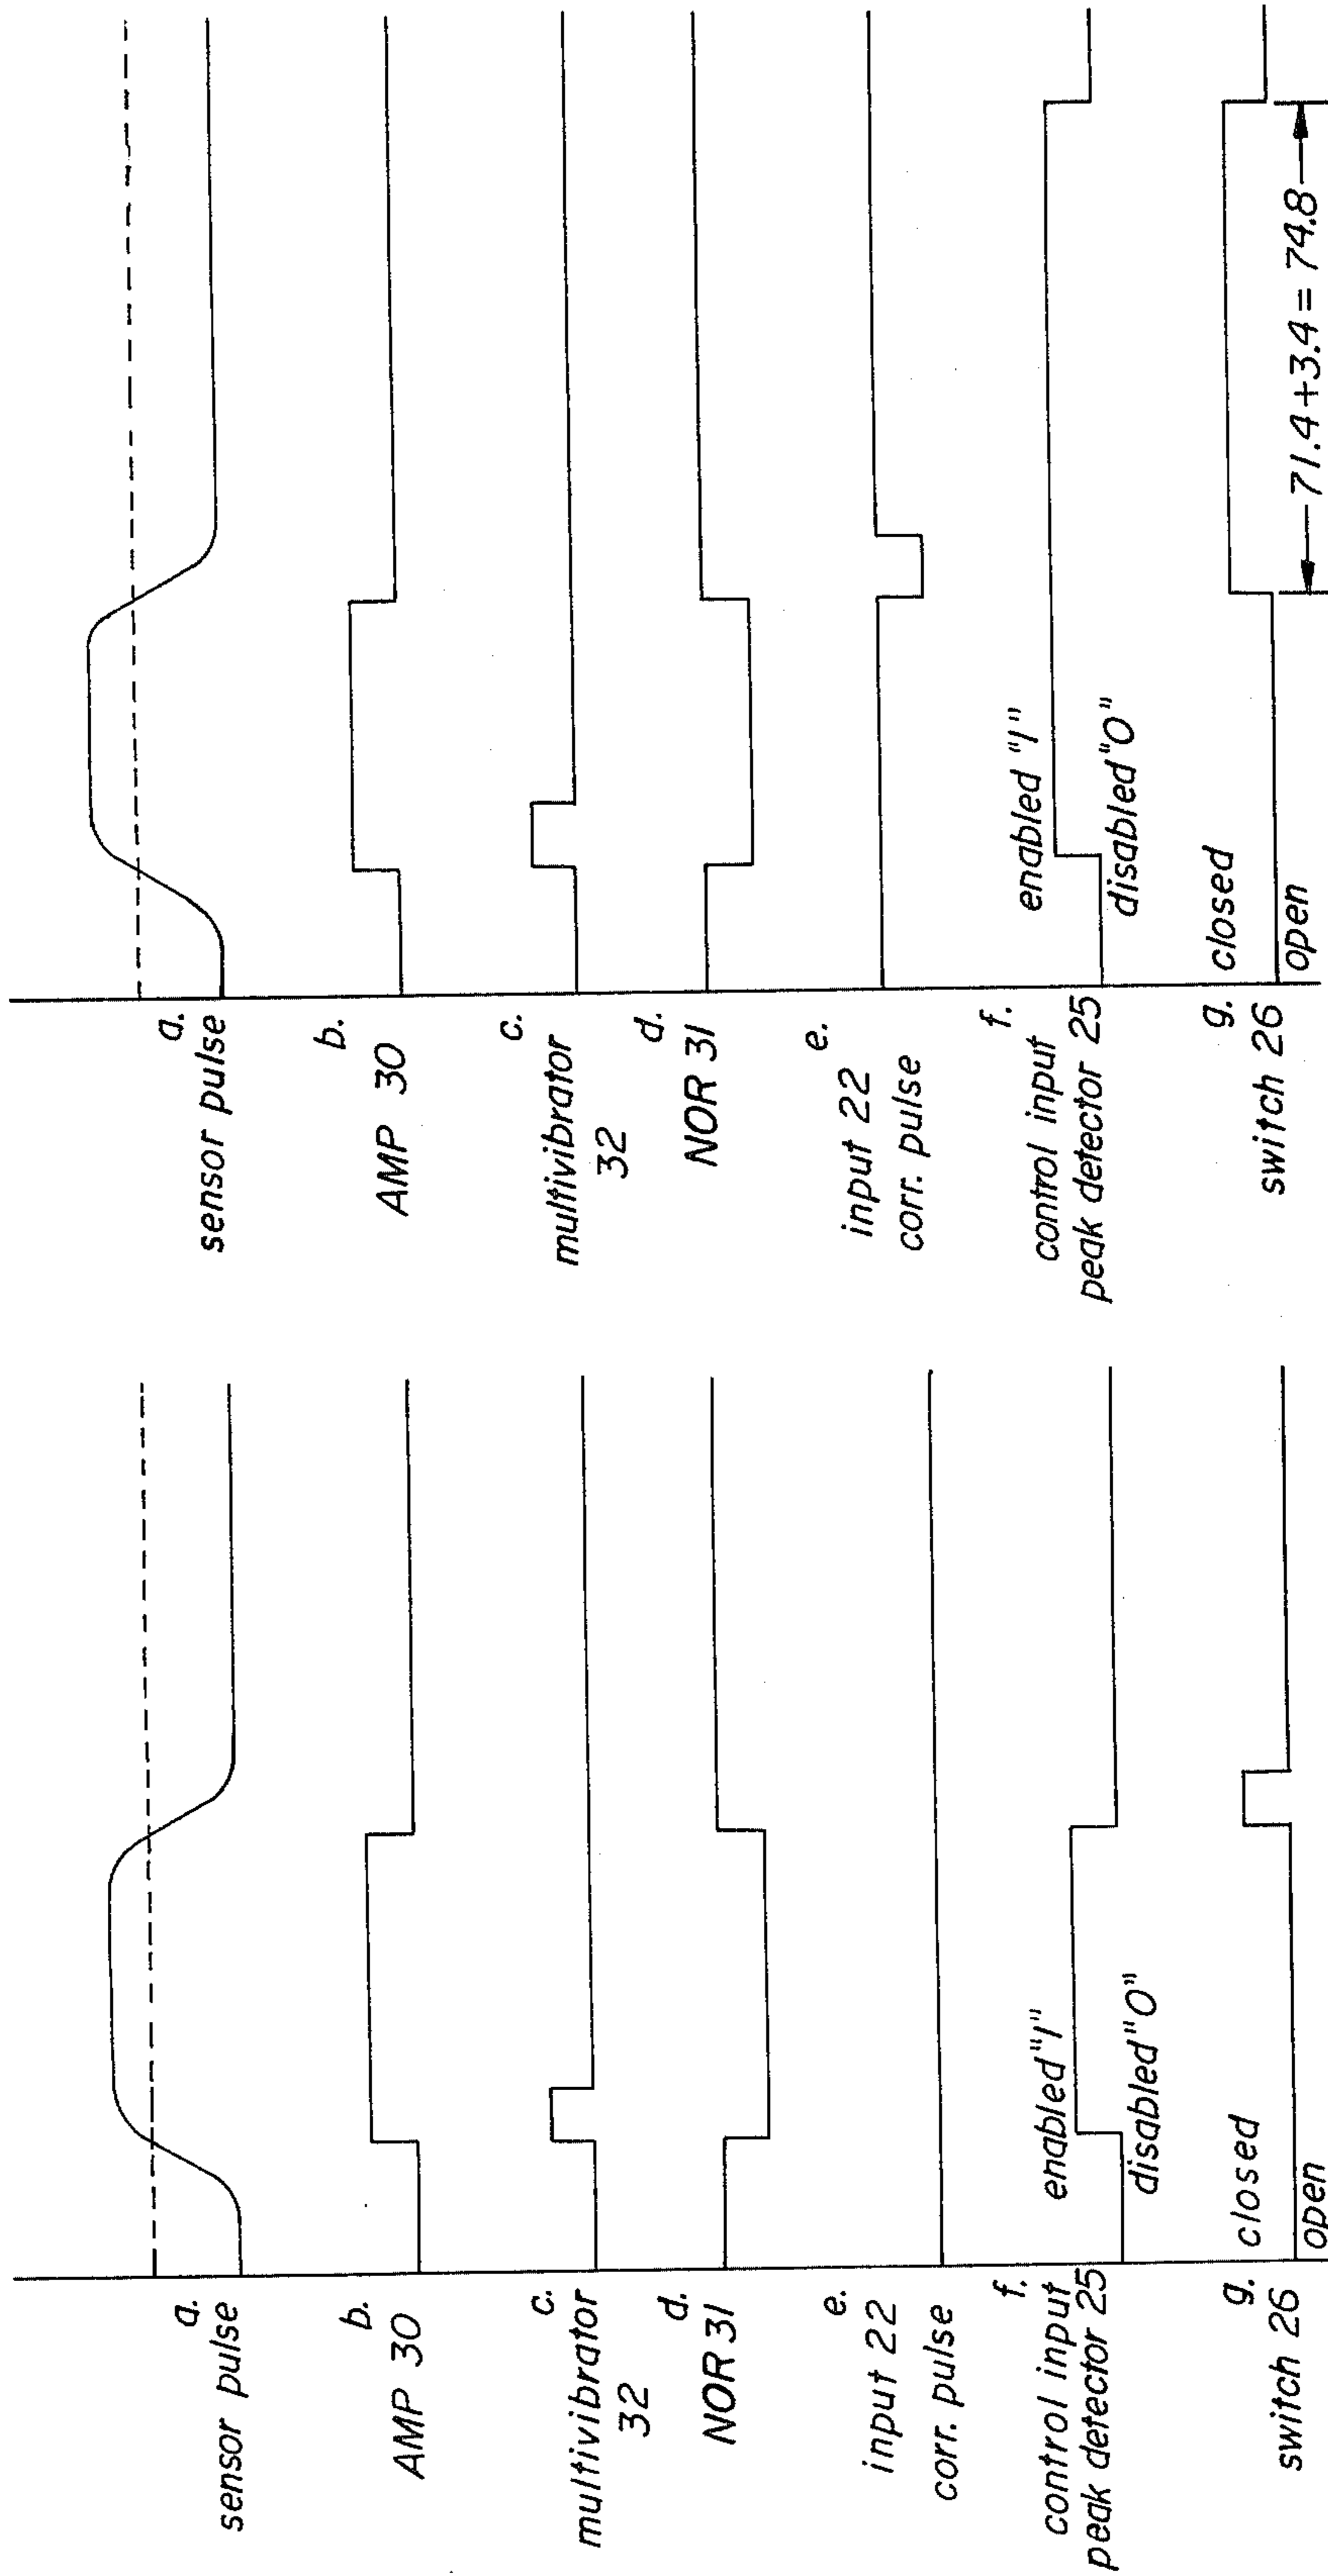 a.
sensor pulse
b.
AMP 30
c.
multivibrator
32
d.
NOR 31
e.
input 22
corr. pulse
f.
control input
peak detector 25
enabled "1"
disabled "0"
g.
switch 26
closed
open
a.
sensor pulse
b.
AMP 30
c.
multivibrator
32
d.
NOR 31
e.
input 22
corr. pulse
f.
control input
peak detector 25
enabled "1"
disabled "0"
g.
switch 26
closed
open
71.4+3.4 = 74.8